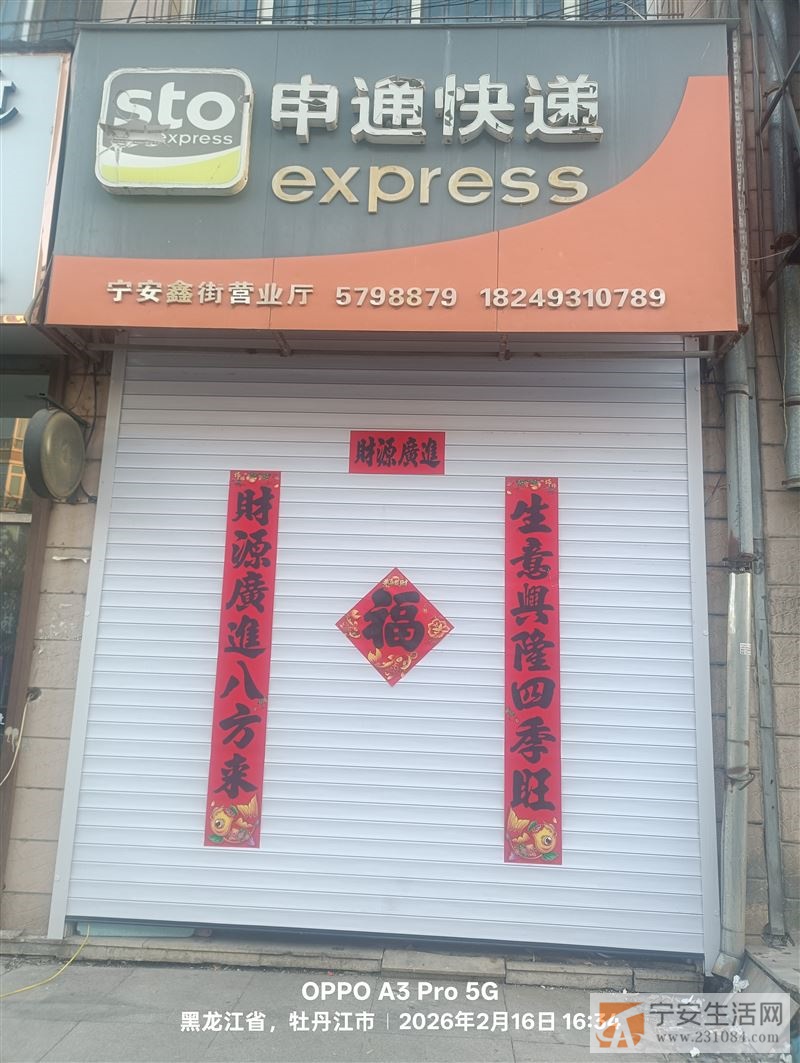 sto
express
申通快递
express
宁安鑫街营业厅 5798879 18249310789
財源廣進
財源廣進八方来
福
生意興隆四季旺
OPPO A3 Pro 5G
黑龙江省，牡丹江市 | 2026年2月16日 16:34
宁安生活网
www.231084.com